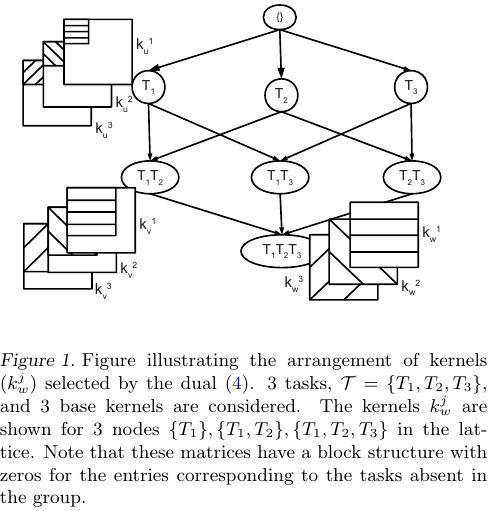 {}
k_u^1
T_1
T_2
T_3
k_u^2
k_u^3
T_1T_2
T_1T_3
T_2T_3
k_v^1
k_v^2
k_v^3
T_1T_2T_3
k_w^1
k_w^2
k_w^3
Figure 1. Figure illustrating the arrangement of kernels
(k_w^j) selected by the dual (4). 3 tasks, 𝒯 = {T_1, T_2, T_3},
and 3 base kernels are considered. The kernels k_w^j are
shown for 3 nodes {T_1}, {T_1, T_2}, {T_1, T_2, T_3} in the lat-
tice. Note that these matrices have a block structure with
zeros for the entries corresponding to the tasks absent in
the group.